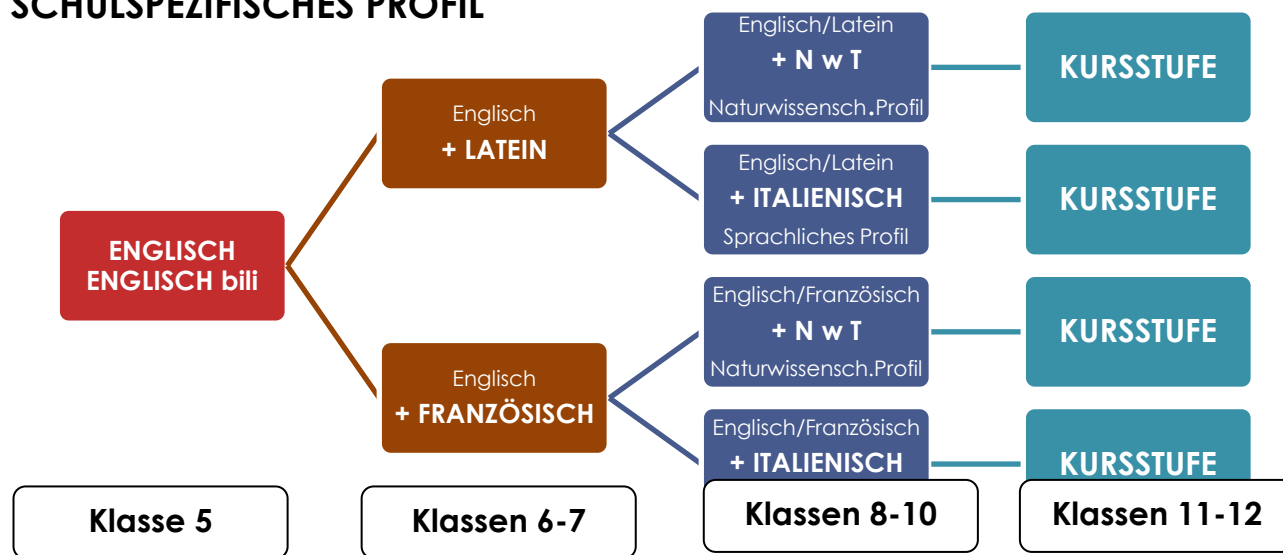 SCHULSPEZIFISCHES PROFIL
ENGLISCH
ENGLISCH bili
Englisch
+ LATEIN
Englisch
+ FRANZÖSISCH
Englisch/Latein
+ N w T
Naturwissensch.Profil
Englisch/Latein
+ ITALIENISCH
Sprachliches Profil
Englisch/Französisch
+ N w T
Naturwissensch.Profil
Englisch/Französisch
+ ITALIENISCH
KURSSTUFE
KURSSTUFE
KURSSTUFE
KURSSTUFE
Klasse 5
Klassen 6-7
Klassen 8-10
Klassen 11-12